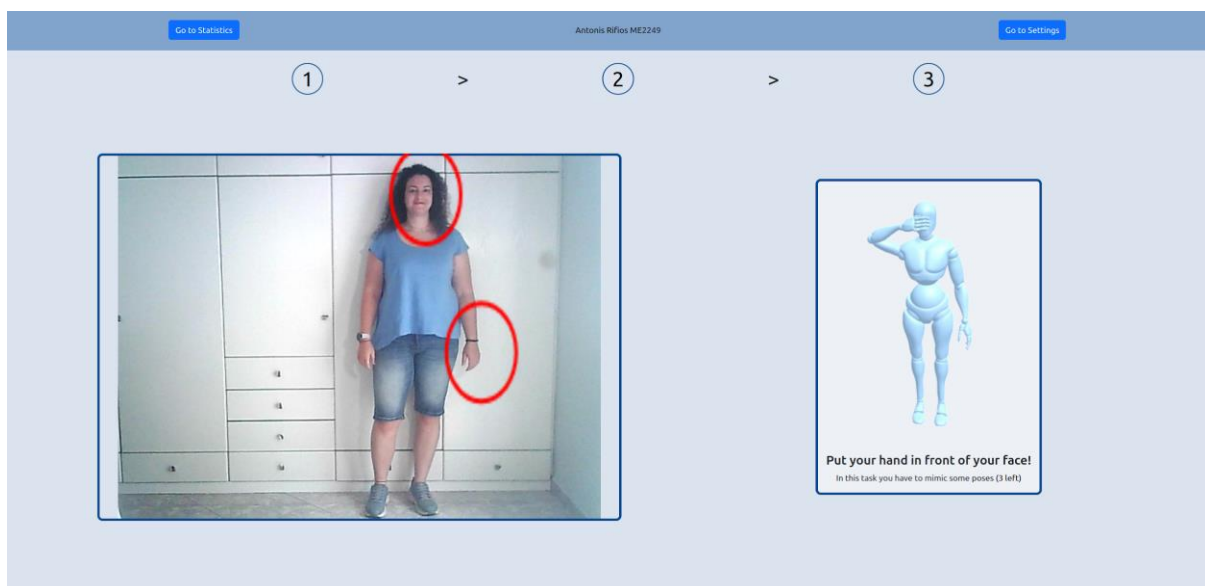 Go to Statistics
Antonis Rifios ME2249
Go to Settings
1 > 2 > 3
Put your hand in front of your face!
In this task you have to mimic some poses (3 left)